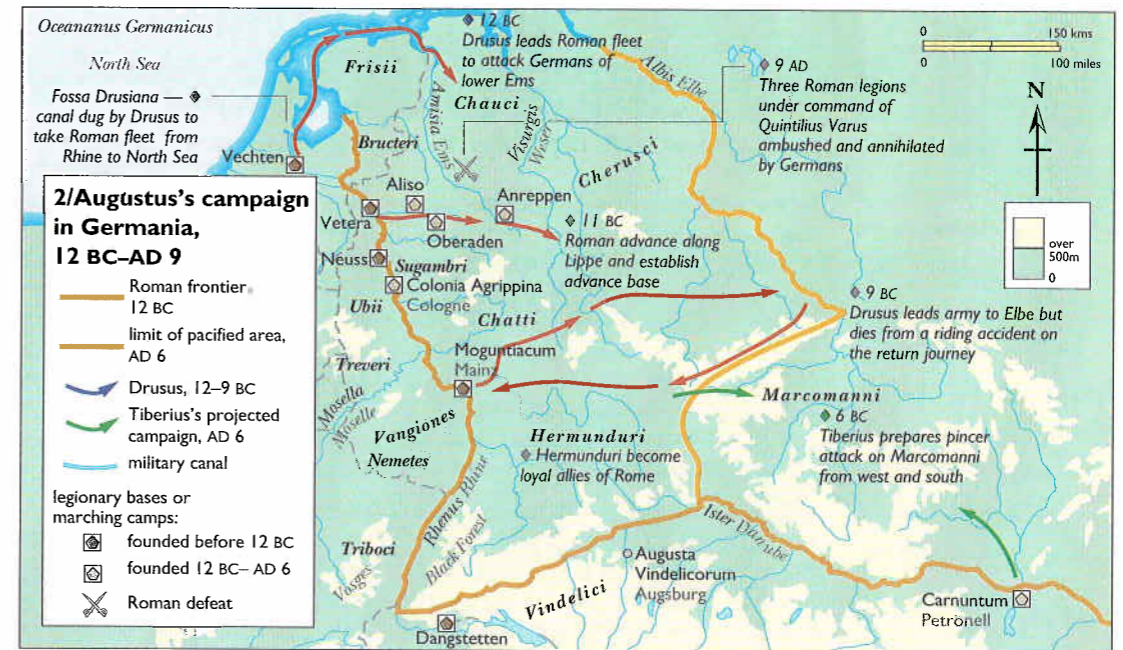 Oceananus Germanicus
North Sea
Fossa Drusiana
canal dug by Drusus to
take Roman fleet from
Rhine to North Sea
Vechten
12 BC
Drusus leads Roman fleet
to attack Germans of
lower Ems
Frisii
Chauci
Amisia Ems
Visurgis
Weser
Albis Elbe
9 AD
Three Roman legions
under command of
Quintilius Varus
ambushed and annihilated
by Germans
0 150 kms
0 100 miles
N
over
500m
0
Bructeri
Cherusci
Aliso
Anreppen
Vetera
Oberaden
11 BC
Roman advance along
Lippe and establish
advance base
Neuss
Sugambri
Colonia Agrippina
Cologne
Ubii
Chatti
9 BC
Drusus leads army to Elbe but
dies from a riding accident on
the return journey
Moguntiacum
Mainz
Treveri
Mosella
Moselle
Vangiones
Nemetes
Marcomanni
6 BC
Tiberius prepares pincer
attack on Marcomanni
from west and south
Hermunduri
Hermunduri become
loyal allies of Rome
Rhenus Rhine
Black Forest
Triboci
Vosges
Ister Danube
Augusta
Vindelicorum
Augsburg
Vindelici
Carnuntum
Petronell
Dangstetten
2/Augustus's campaign
in Germania,
12 BC–AD 9
Roman frontier
12 BC
limit of pacified area,
AD 6
Drusus, 12–9 BC
Tiberius's projected
campaign, AD 6
military canal
legionary bases or
marching camps:
founded before 12 BC
founded 12 BC– AD 6
Roman defeat